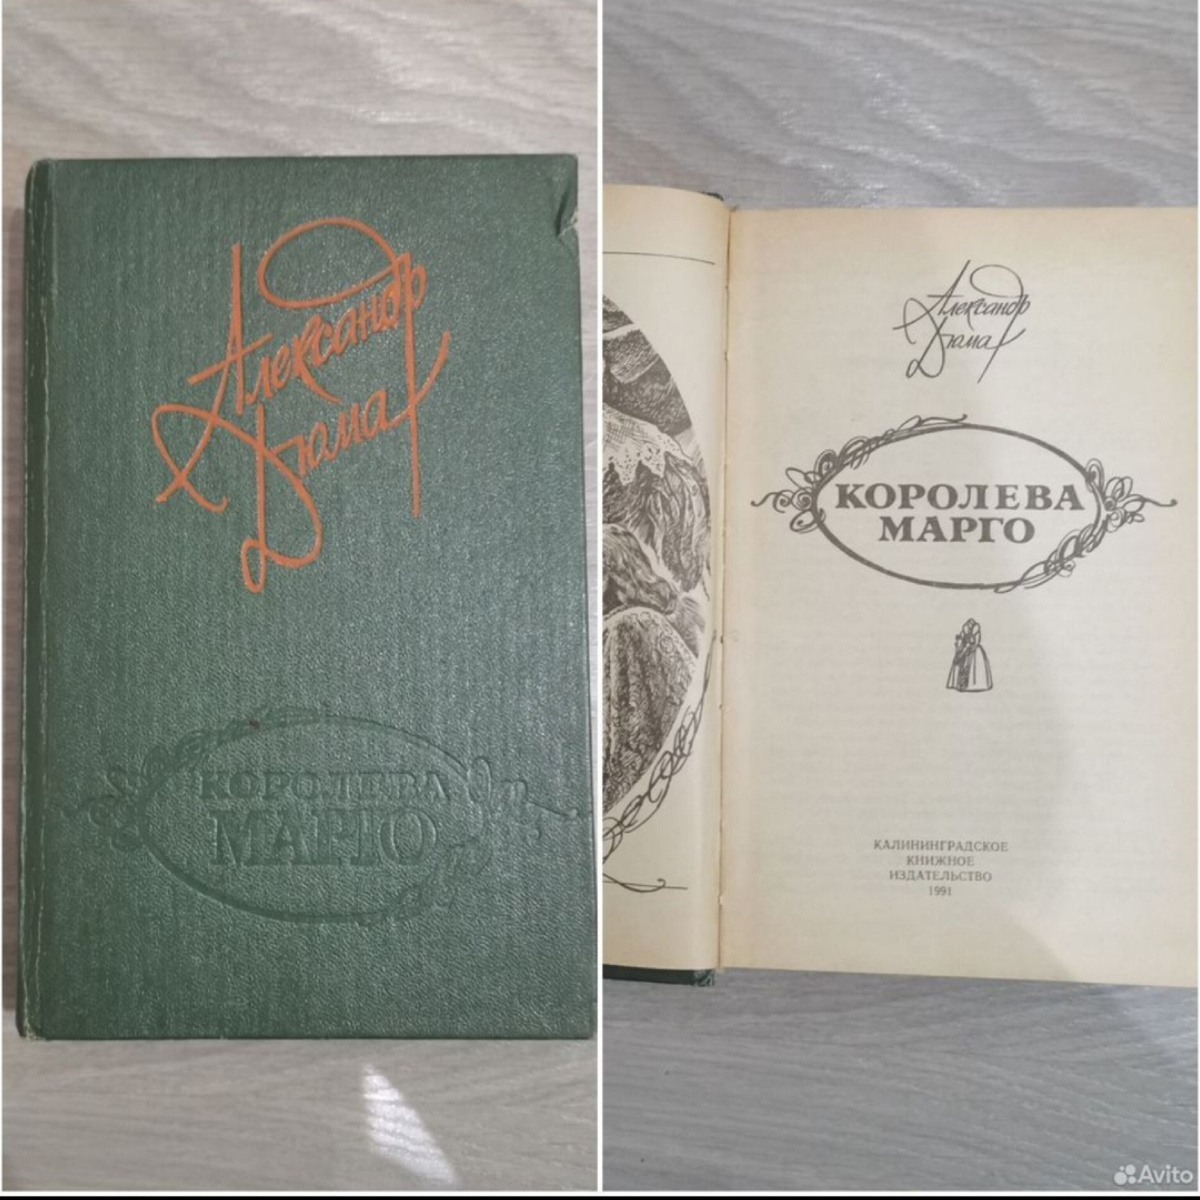 Александр
Дюма
КОРОЛЕВА
МАРГО
Александр
Дюма
КОРОЛЕВА
МАРГО
КАЛИНИНГРАДСКОЕ
КНИЖНОЕ
ИЗДАТЕЛЬСТВО
1991
Avito